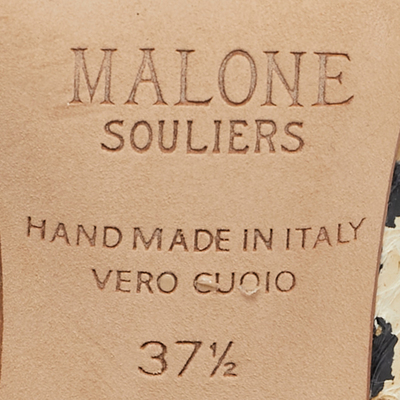 MALONE
SOULIERS
HAND MADE IN ITALY
VERO CUOIO
37½